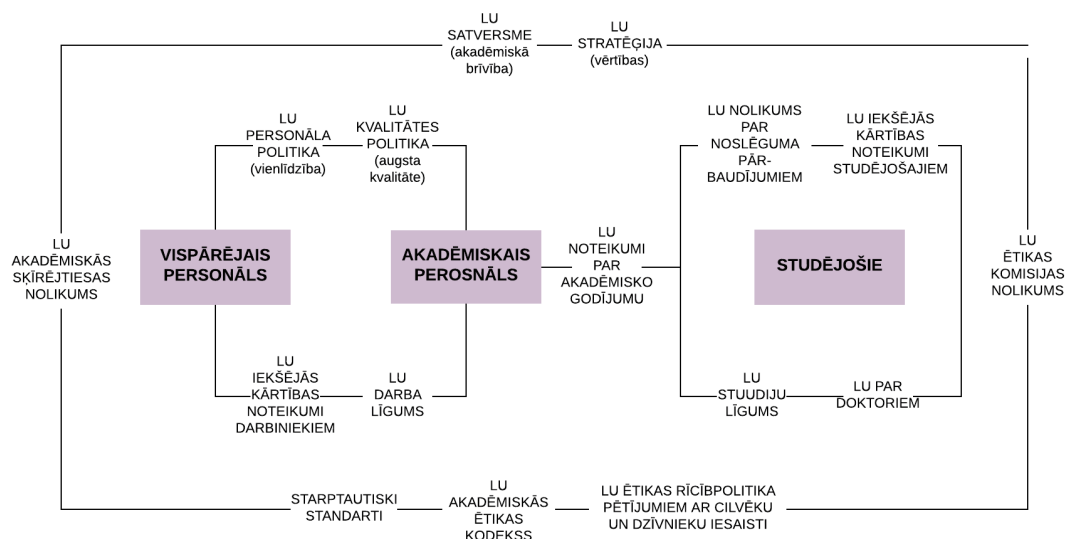 LU
SATVERSME
(akadēmiskā
brīvība)
LU
STRATĒĢIJA
(vērtības)
LU
PERSONĀLA
POLITIKA
(vienlīdzība)
LU
KVALITĀTES
POLITIKA
(augsta
kvalitāte)
LU NOLIKUMS
PAR
NOSLĒGUMA
PĀR-
BAUDĪJUMIEM
LU IEKŠĒJĀS
KĀRTĪBAS
NOTEIKUMI
STUDĒJOŠAJIEM
LU
AKADĒMISKĀS
ŠĶĪRĒJTIESAS
NOLIKUMS
VISPĀRĒJAIS
PERSONĀLS
AKADĒMISKAIS
PEROSNĀLS
LU
NOTEIKUMI
PAR
AKADĒMISKO
GODĪJUMU
STUDĒJOŠIE
LU
ĒTIKAS
KOMISIJAS
NOLIKUMS
LU
IEKŠĒJĀS
KĀRTĪBAS
NOTEIKUMI
DARBINIEKIEM
LU
DARBA
LĪGUMS
LU
STUUDIJU
LĪGUMS
LU PAR
DOKTORIEM
STARPTAUTISKI
STANDARTI
LU
AKADĒMISKĀS
ĒTIKAS
KODEKSS
LU ĒTIKAS RĪCĪBPOLITIKA
PĒTĪJUMIEM AR CILVĒKU
UN DZĪVNIEKU IESAISTI